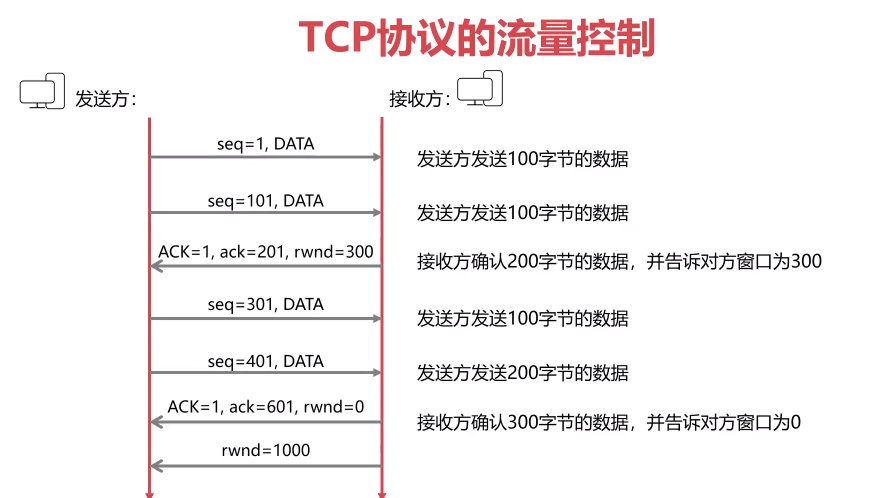 TCP协议的流量控制
发送方：
接收方：
seq=1, DATA
发送方发送100字节的数据
seq=101, DATA
发送方发送100字节的数据
ACK=1, ack=201, rwnd=300
接收方确认200字节的数据，并告诉对方窗口为300
seq=301, DATA
发送方发送100字节的数据
seq=401, DATA
发送方发送200字节的数据
ACK=1, ack=601, rwnd=0
接收方确认300字节的数据，并告诉对方窗口为0
rwnd=1000